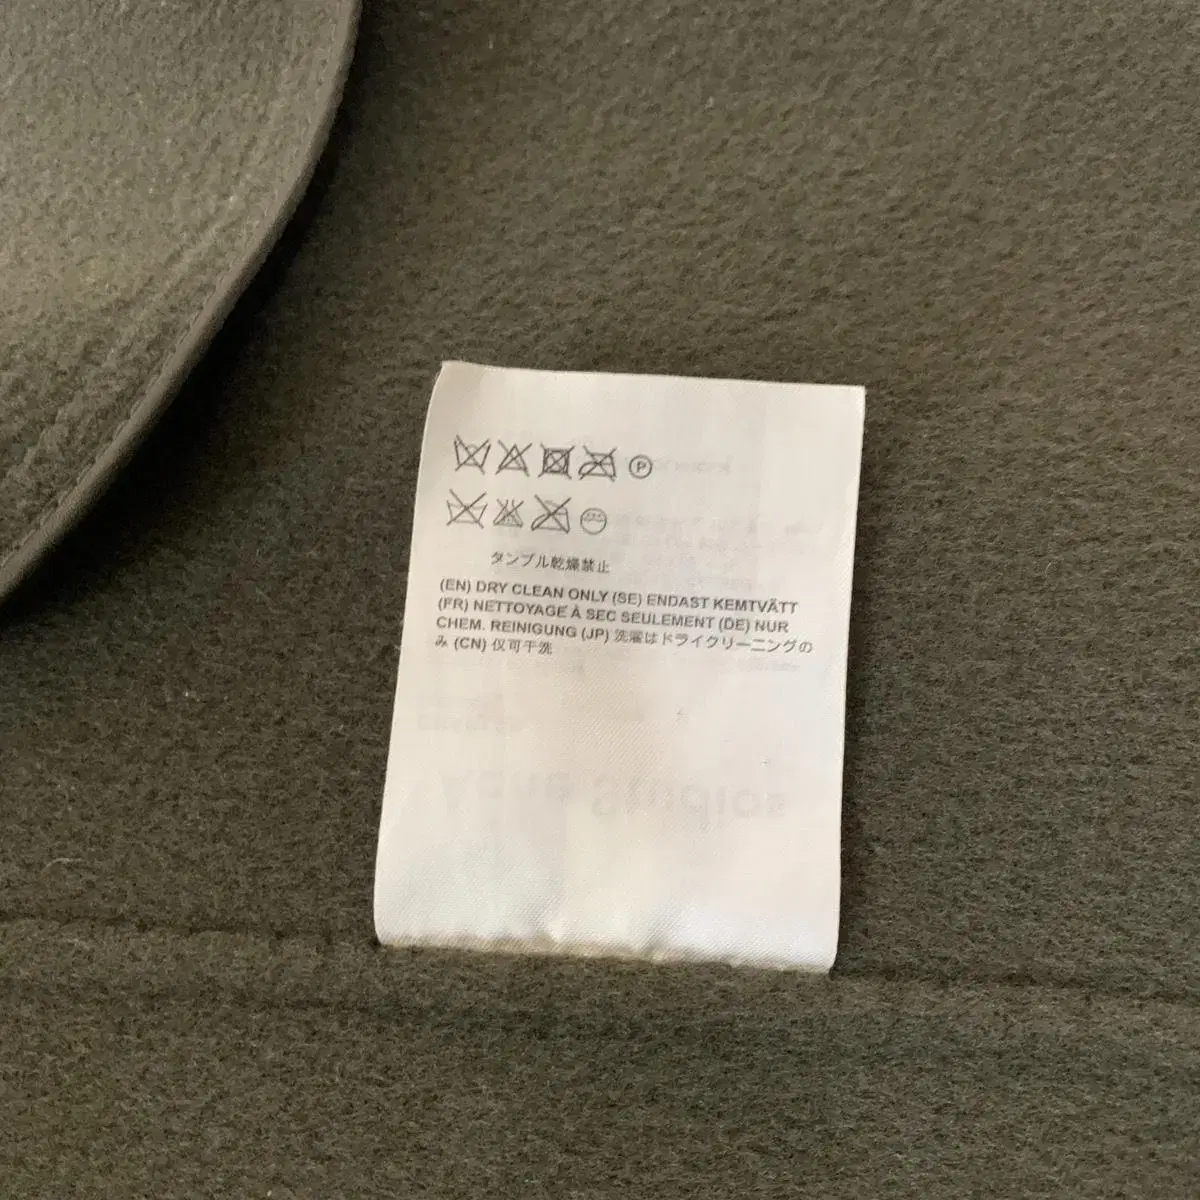 P
タンブル乾燥禁止
(EN) DRY CLEAN ONLY (SE) ENDAST KEMTVÄTT
(FR) NETTOYAGE À SEC SEULEMENT (DE) NUR
CHEM. REINIGUNG (JP) 洗濯はドライクリーニングの
み (CN) 仅可干洗
Acne Studios